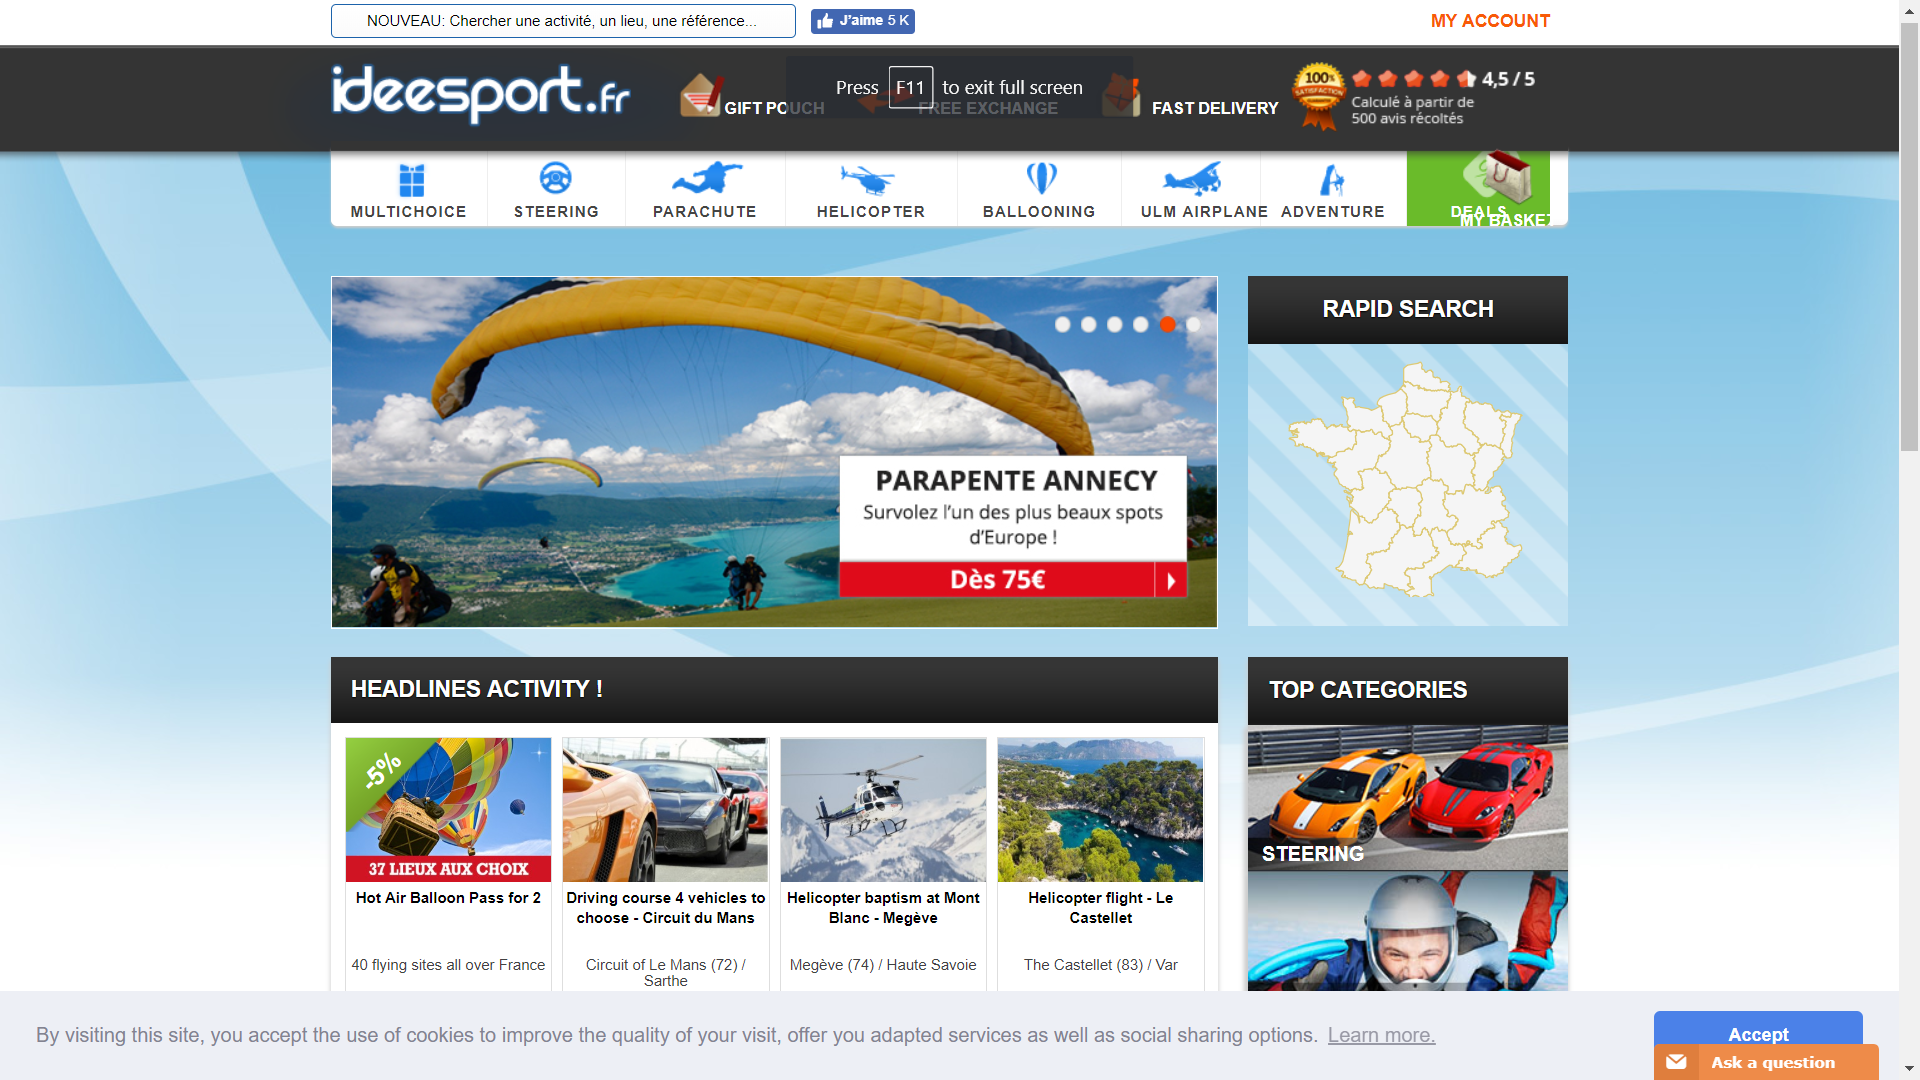 NOUVEAU: Chercher une activité, un lieu, une référence...
J'aime 5 K
MY ACCOUNT
ideesport.fr
GIFT POUCH
FREE EXCHANGE
Press F11 to exit full screen
FAST DELIVERY
100%
SATISFACTION
4,5 / 5
Calculé à partir de
500 avis récoltés
MULTICHOICE
STEERING
PARACHUTE
HELICOPTER
BALLOONING
ULM AIRPLANE
ADVENTURE
DEALS
MY BASKET
PARAPENTE ANNECY
Survolez l'un des plus beaux spots
d'Europe !
Dès 75€
RAPID SEARCH
HEADLINES ACTIVITY !
-5%
37 LIEUX AUX CHOIX
Hot Air Balloon Pass for 2
40 flying sites all over France
Driving course 4 vehicles to
choose - Circuit du Mans
Circuit of Le Mans (72) /
Sarthe
Helicopter baptism at Mont
Blanc - Megève
Megève (74) / Haute Savoie
Helicopter flight - Le
Castellet
The Castellet (83) / Var
TOP CATEGORIES
STEERING
By visiting this site, you accept the use of cookies to improve the quality of your visit, offer you adapted services as well as social sharing options. Learn more.
Accept
Ask a question